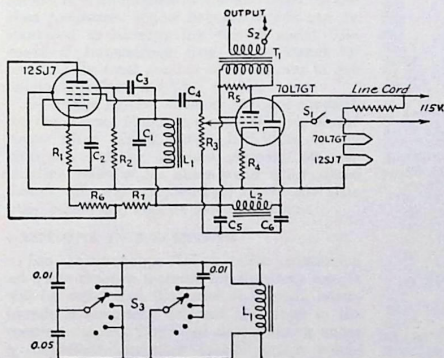 OUTPUT
S2
T1
12SJ7
C3
C4
R5
70L7GT
Line Cord
115V.
S1
70L7GT
12SJ7
R1
C2
R2
C1
L1
R3
R4
L2
R6
R7
C5
C6
0.01
0.01
S3
L1
0.05